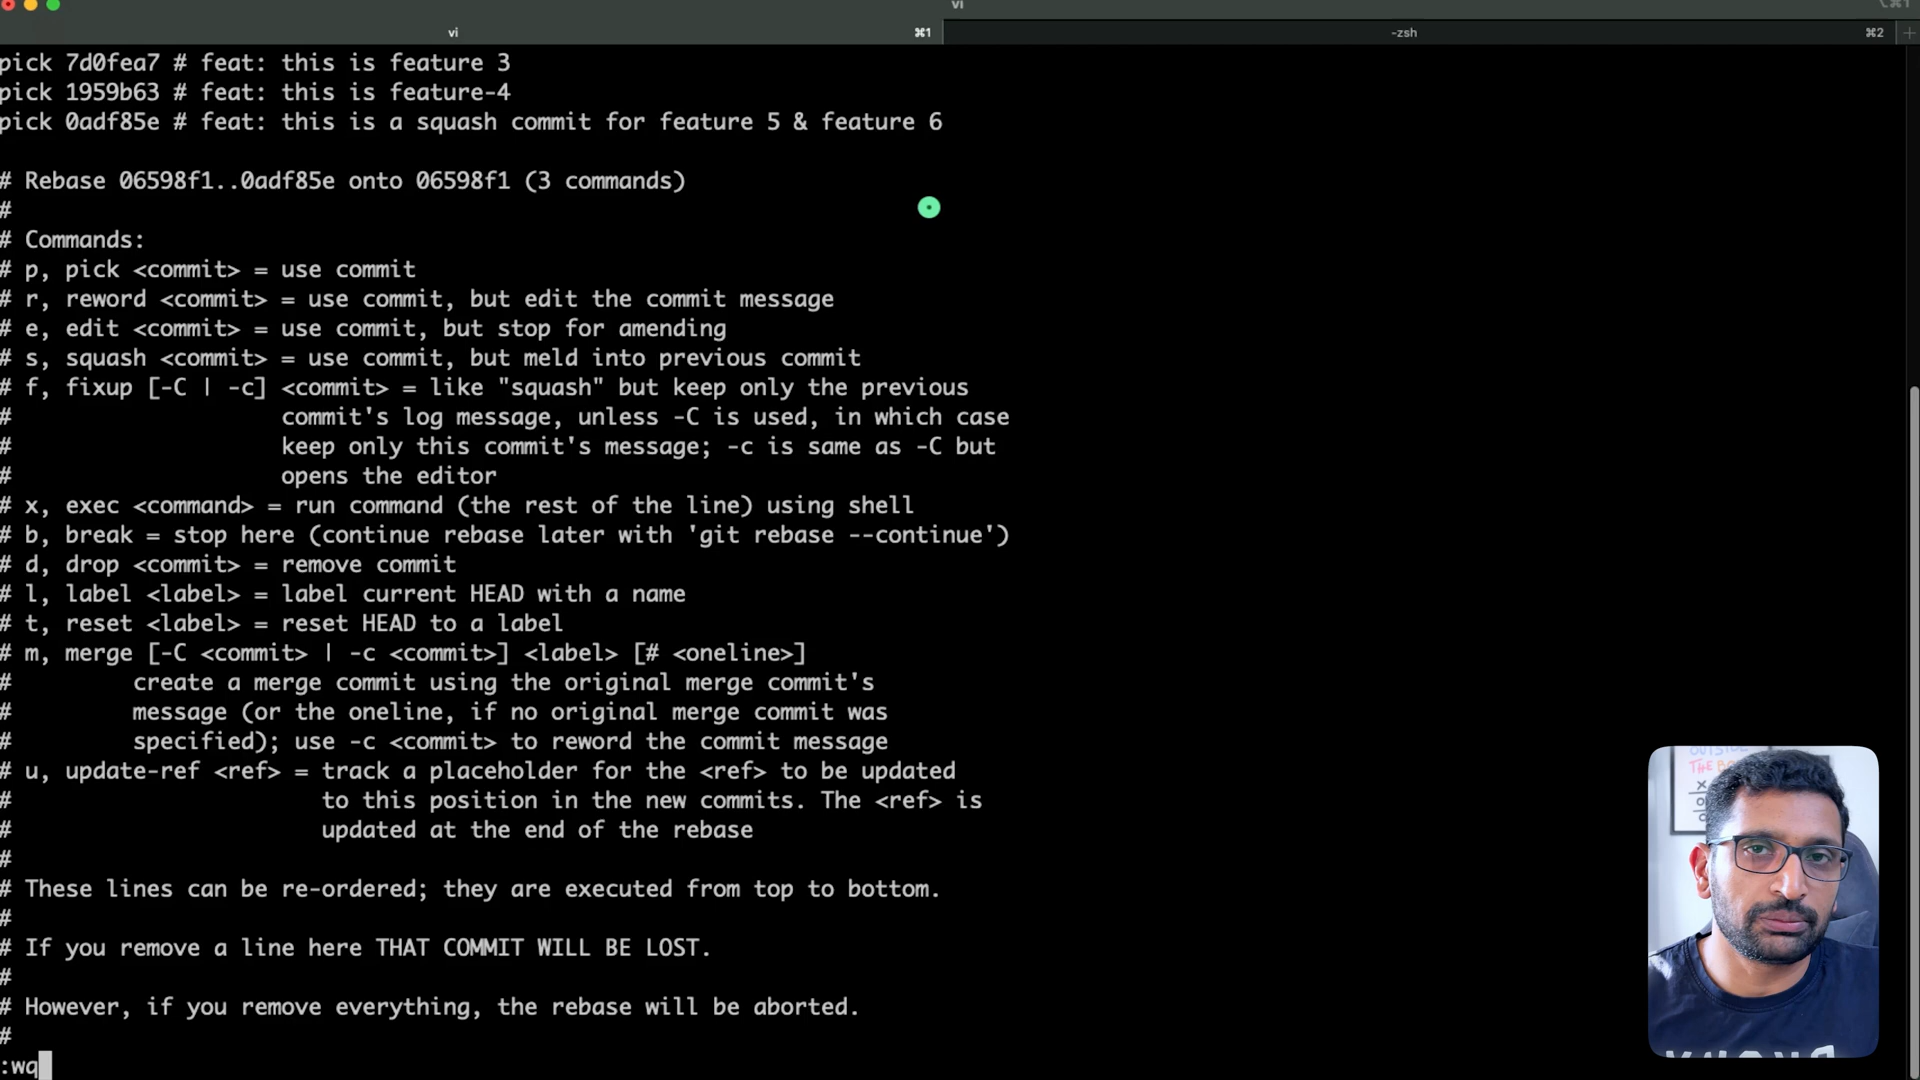 vi
vi
⌘1
-zsh
⌘2
pick 7d0fea7 # feat: this is feature 3
pick 1959b63 # feat: this is feature-4
pick 0adf85e # feat: this is a squash commit for feature 5 & feature 6
# Rebase 06598f1..0adf85e onto 06598f1 (3 commands)
#
# Commands:
# p, pick <commit> = use commit
# r, reword <commit> = use commit, but edit the commit message
# e, edit <commit> = use commit, but stop for amending
# s, squash <commit> = use commit, but meld into previous commit
# f, fixup [-C | -c] <commit> = like "squash" but keep only the previous
# commit's log message, unless -C is used, in which case
# keep only this commit's message; -c is same as -C but
# opens the editor
# x, exec <command> = run command (the rest of the line) using shell
# b, break = stop here (continue rebase later with 'git rebase --continue')
# d, drop <commit> = remove commit
# l, label <label> = label current HEAD with a name
# t, reset <label> = reset HEAD to a label
# m, merge [-C <commit> | -c <commit>] <label> [# <oneline>]
# create a merge commit using the original merge commit's
# message (or the oneline, if no original merge commit was
# specified); use -c <commit> to reword the commit message
# u, update-ref <ref> = track a placeholder for the <ref> to be updated
# to this position in the new commits. The <ref> is
# updated at the end of the rebase
#
# These lines can be re-ordered; they are executed from top to bottom.
#
# If you remove a line here THAT COMMIT WILL BE LOST.
#
# However, if you remove everything, the rebase will be aborted.
#
:wq
OUTSIDE